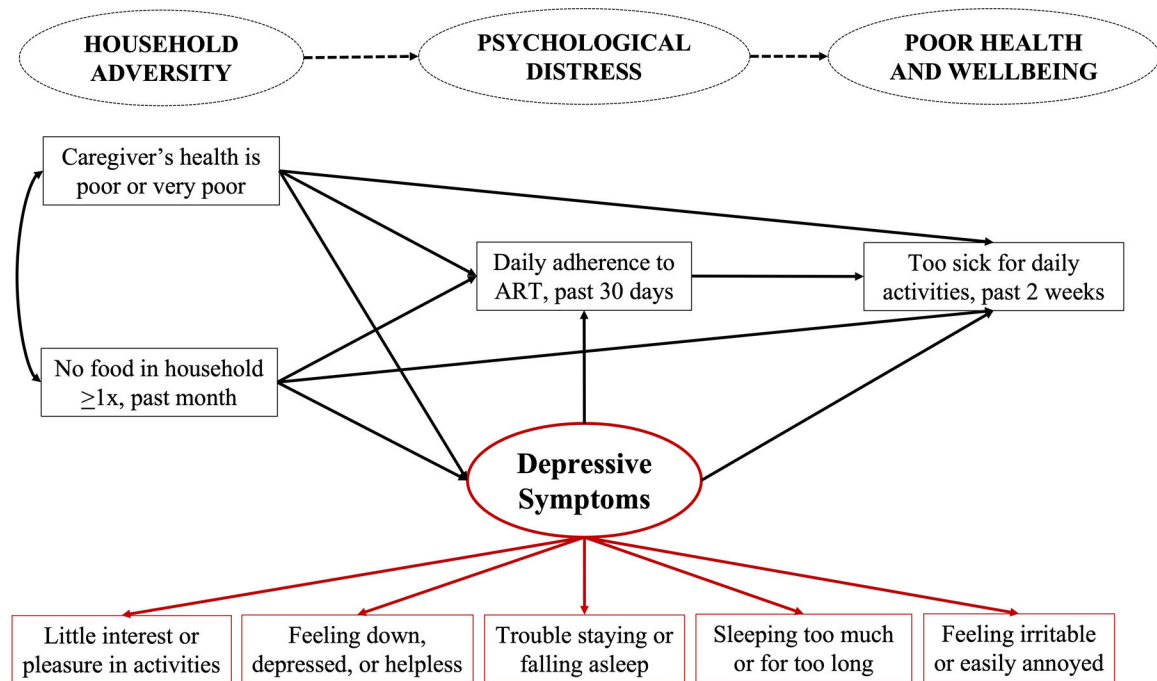 HOUSEHOLD
ADVERSITY
PSYCHOLOGICAL
DISTRESS
POOR HEALTH
AND WELLBEING
Caregiver's health is
poor or very poor
Daily adherence to
ART, past 30 days
Too sick for daily
activities, past 2 weeks
No food in household
≥1x, past month
Depressive
Symptoms
Little interest or
pleasure in activities
Feeling down,
depressed, or helpless
Trouble staying or
falling asleep
Sleeping too much
or for too long
Feeling irritable
or easily annoyed